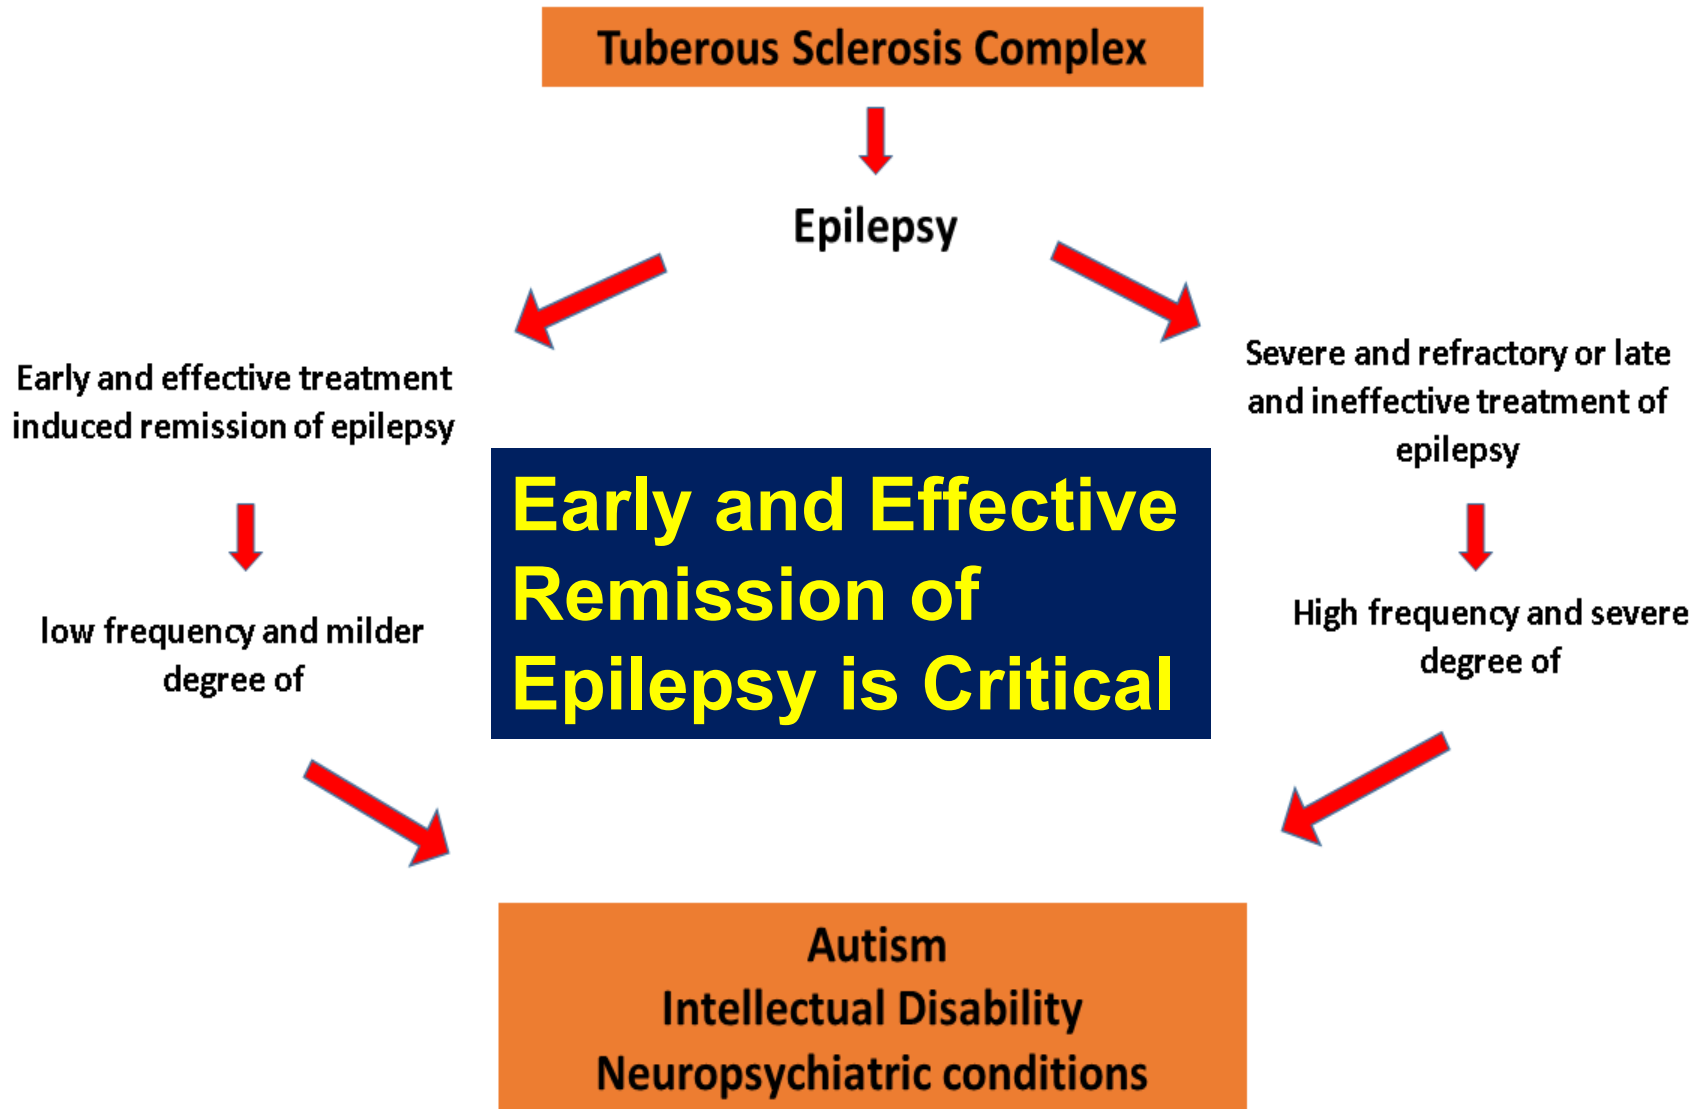 Tuberous Sclerosis Complex
Epilepsy
Early and effective treatment
induced remission of epilepsy
low frequency and milder
degree of
Severe and refractory or late
and ineffective treatment of
epilepsy
High frequency and severe
degree of
Early and Effective
Remission of
Epilepsy is Critical
Autism
Intellectual Disability
Neuropsychiatric conditions